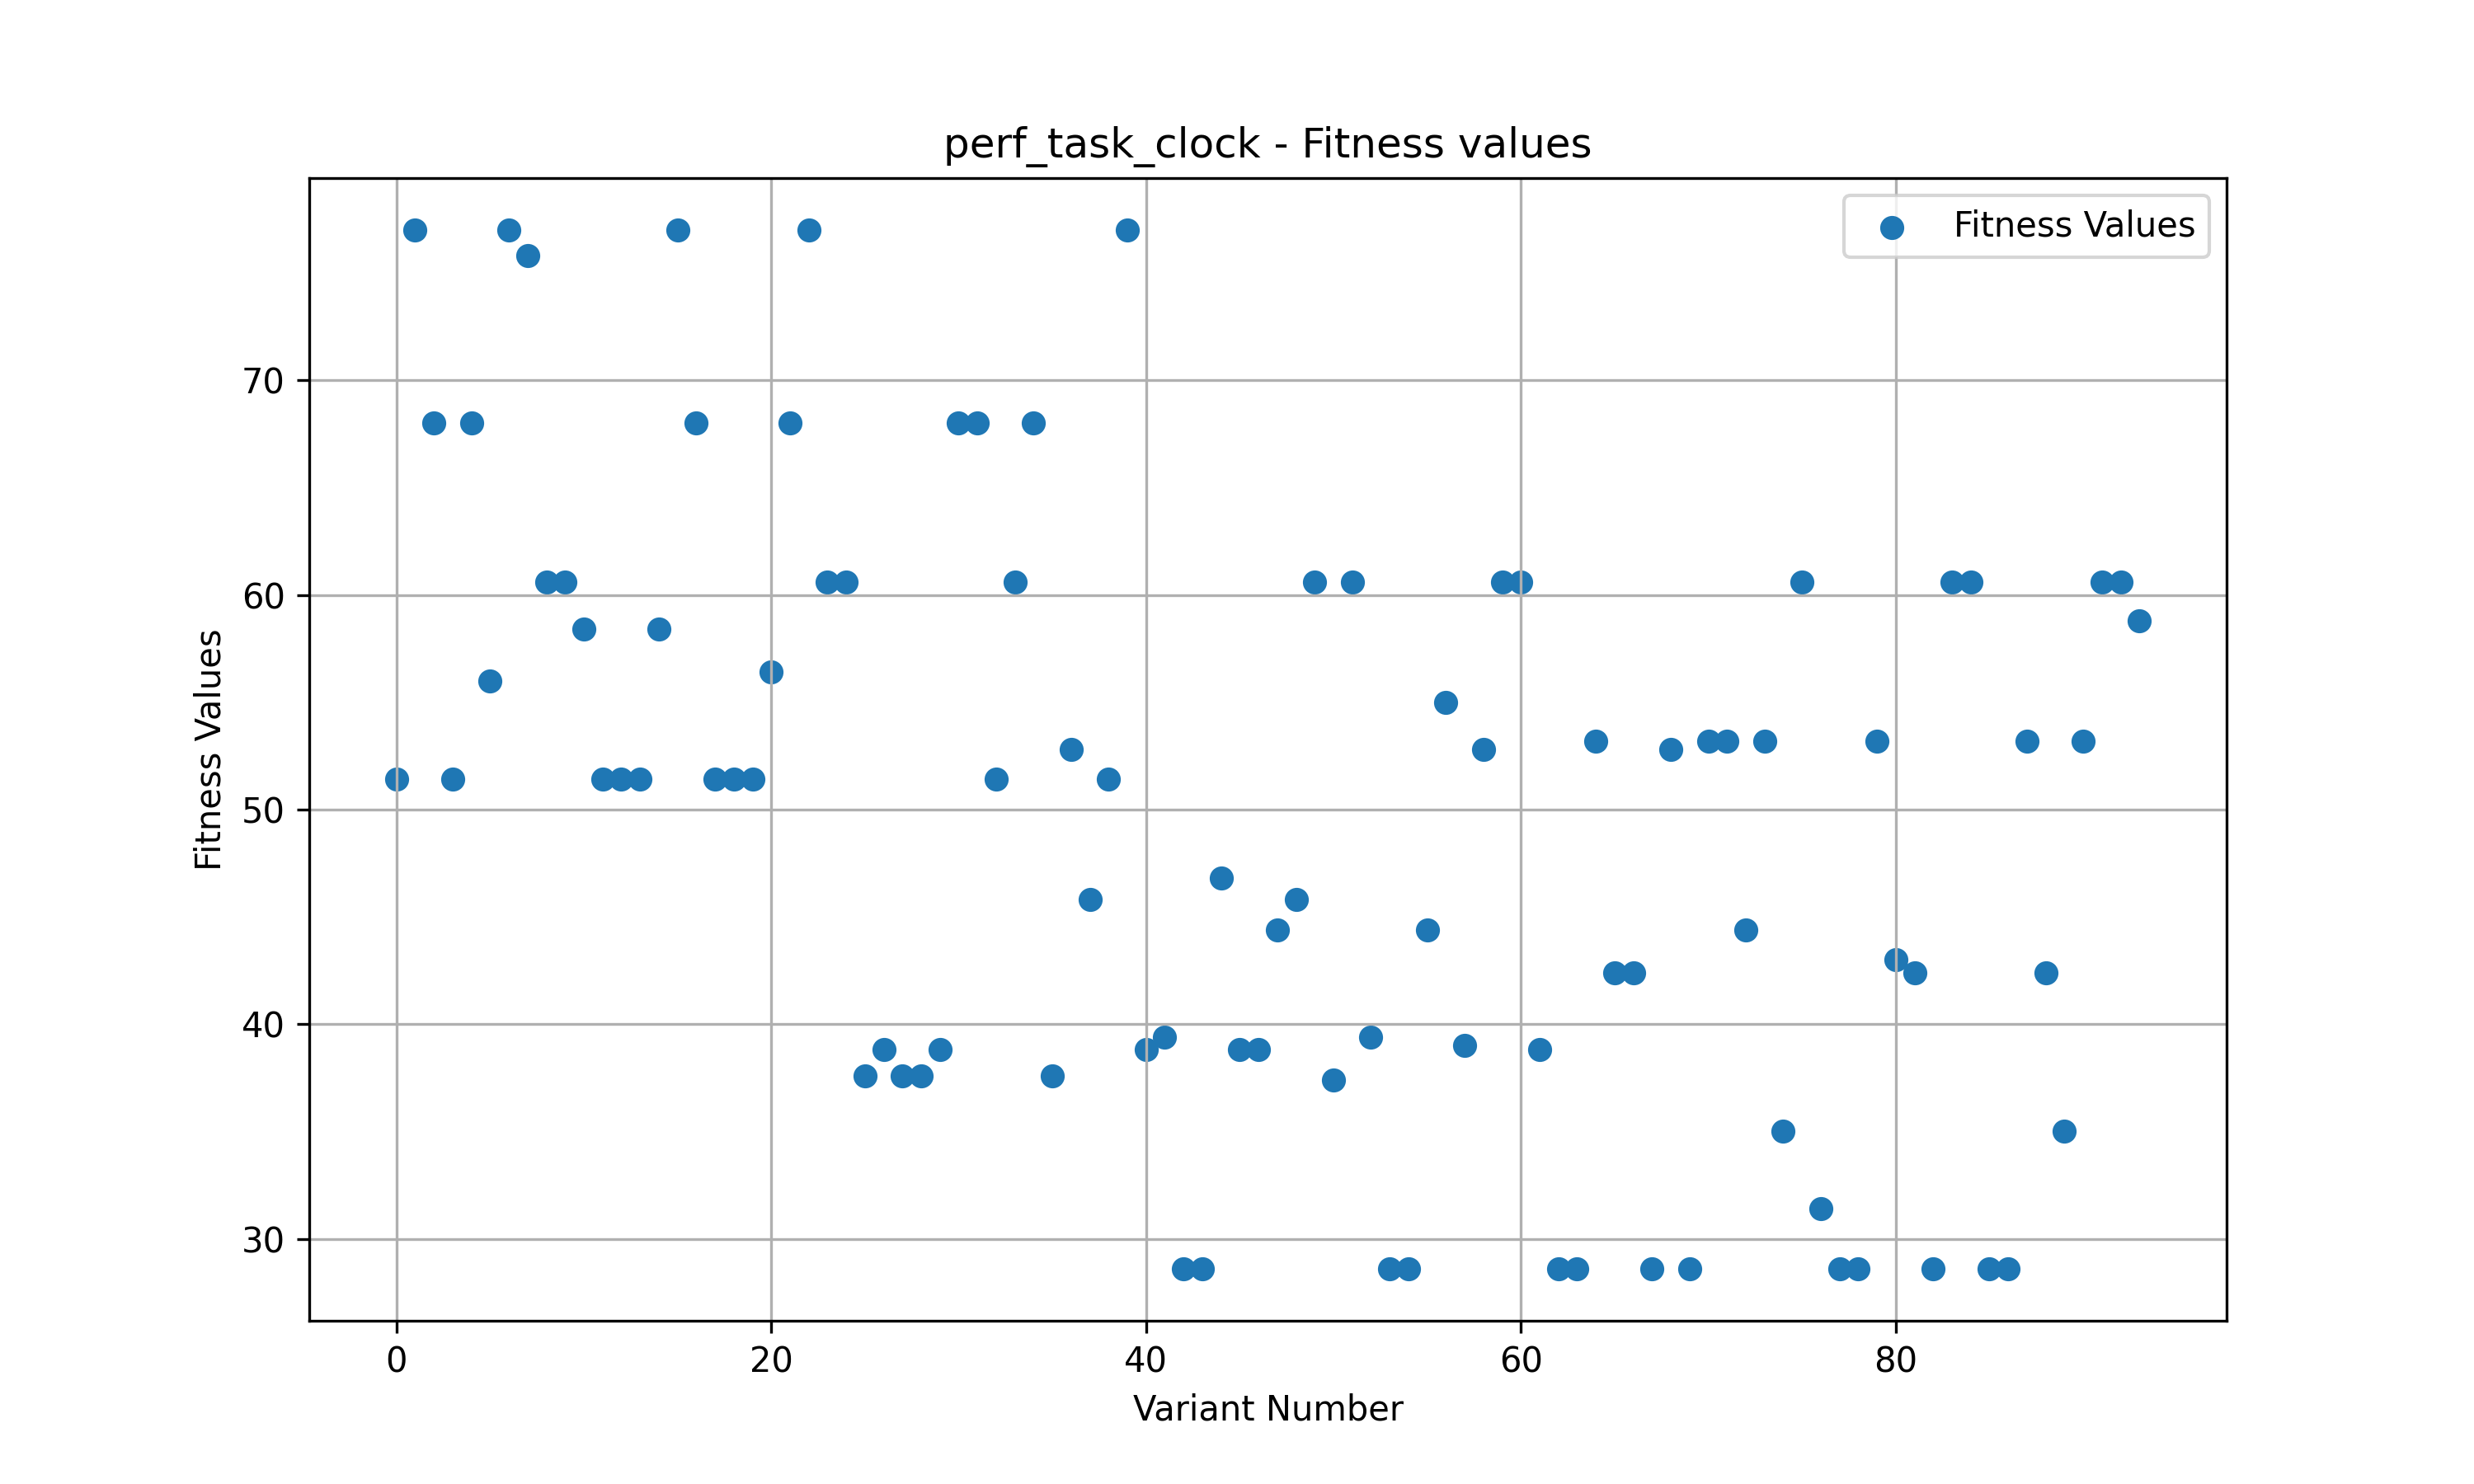 perf_task_clock - Fitness values
Fitness Values
70
60
50
40
30
Fitness Values
0 20 40 60 80
Variant Number